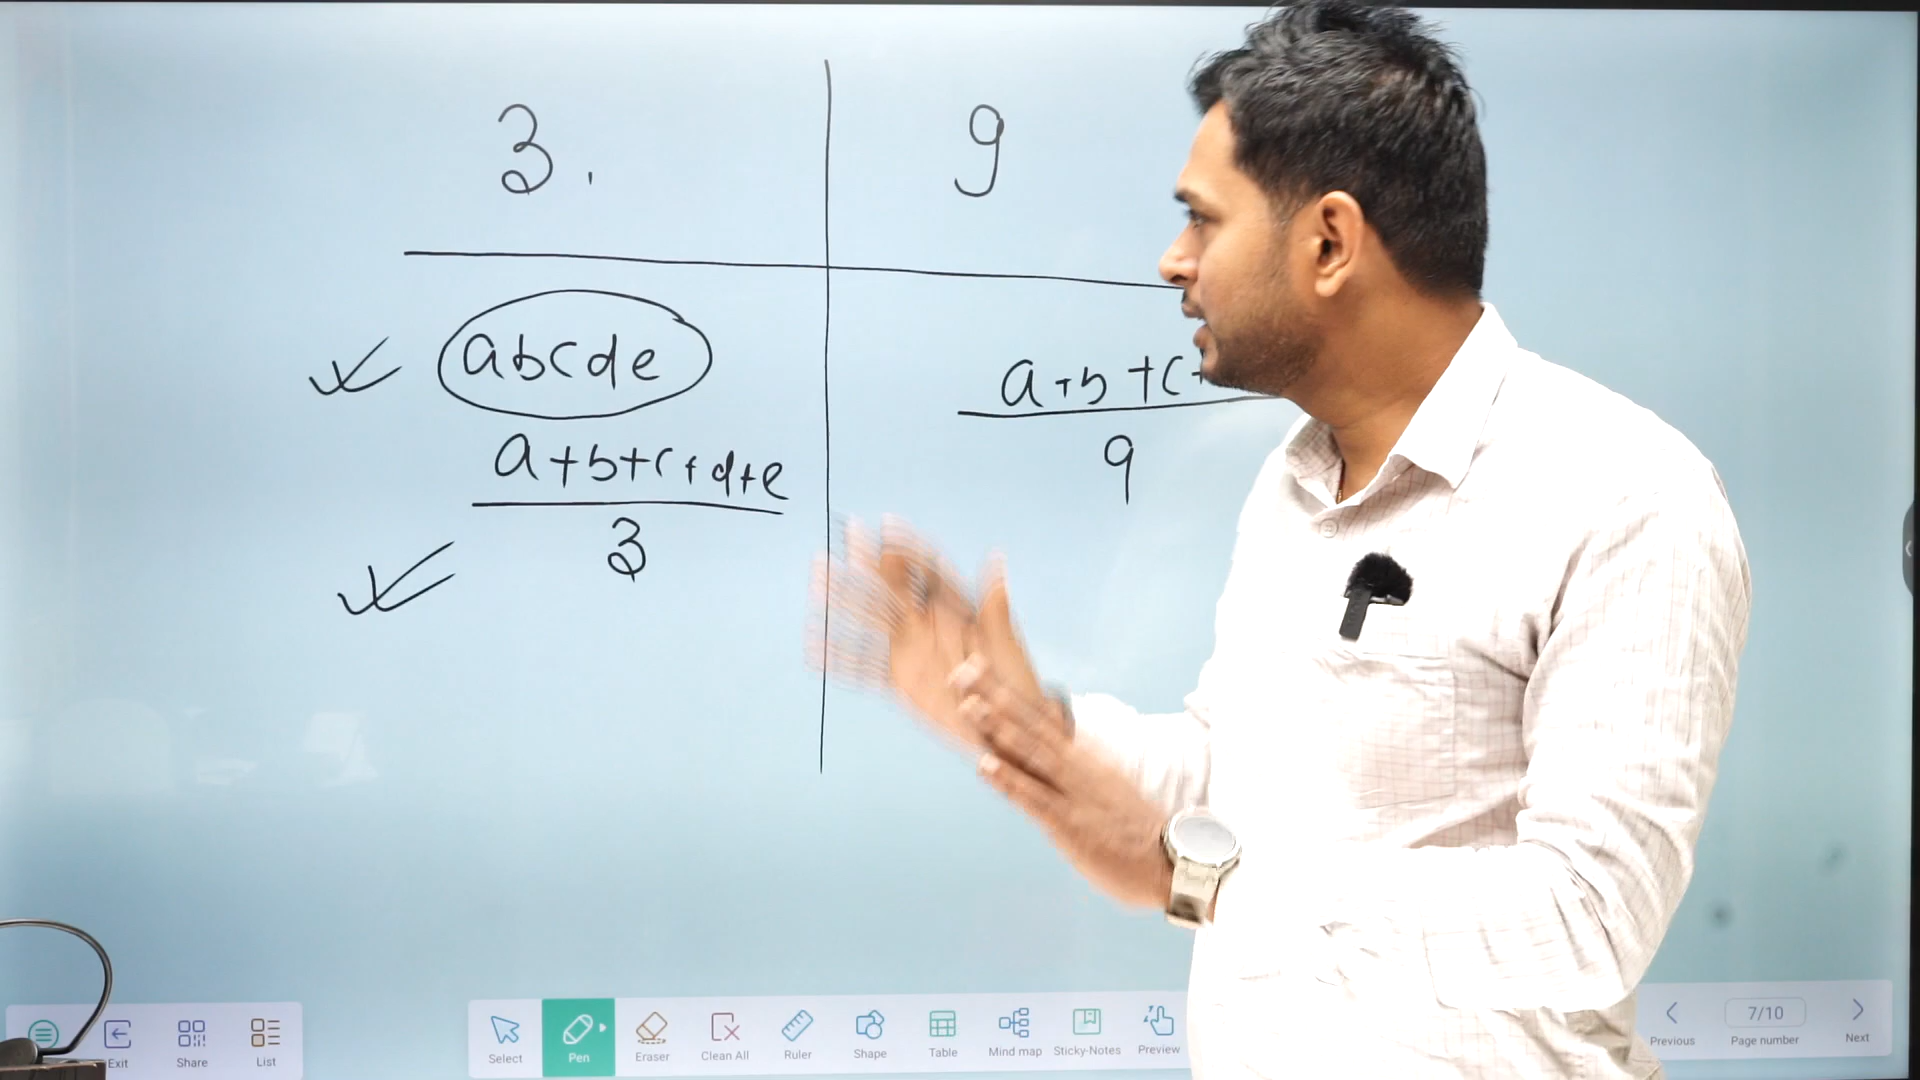 3.
9
abcde
a+b+c+d+e
3
a+b+c+
9
Exit
Share
List
Select
Pen
Eraser
Clean All
Ruler
Shape
Table
Mind map
Sticky-Notes
Preview
Previous
7/10
Page number
Next